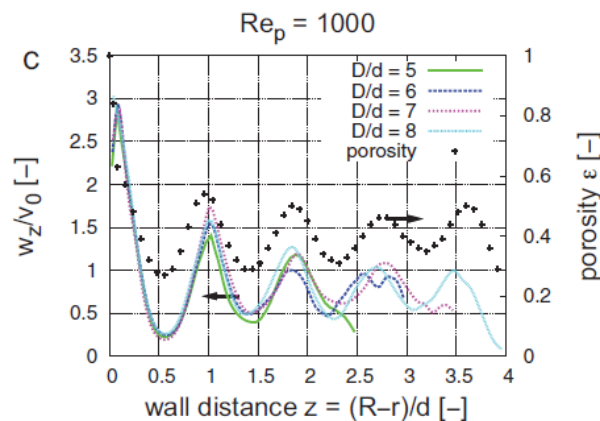 Re_p = 1000
C
w_z/v_0 [–]
3.5
3
2.5
2
1.5
1
0.5
0
D/d = 5
D/d = 6
D/d = 7
D/d = 8
porosity
1
0.8
0.6
0.4
0.2
0
porosity ε [–]
0 0.5 1 1.5 2 2.5 3 3.5 4
wall distance z = (R–r)/d [–]